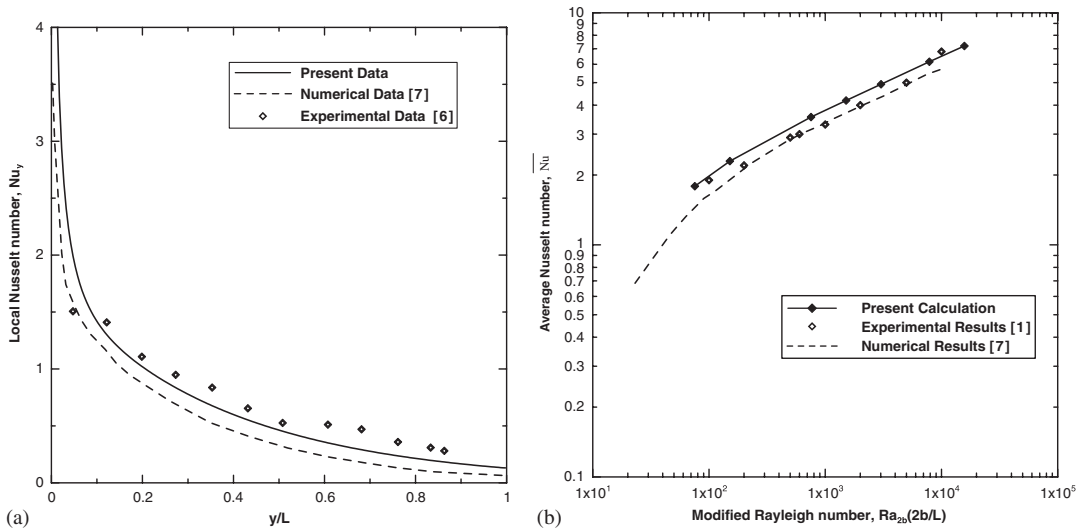 4
3
2
1
0
0
0.2
0.4
0.6
0.8
1
Local Nusselt number, Nu_y
y/L
Present Data
Numerical Data [7]
Experimental Data [6]
(a)
10
9
8
7
6
5
4
3
2
1
0.9
0.8
0.7
0.6
0.5
0.4
0.3
0.2
0.1
1x10^1
1x10^2
1x10^3
1x10^4
1x10^5
Average Nusselt number, N̅u̅
Modified Rayleigh number, Ra_2b(2b/L)
Present Calculation
Experimental Results [1]
Numerical Results [7]
(b)